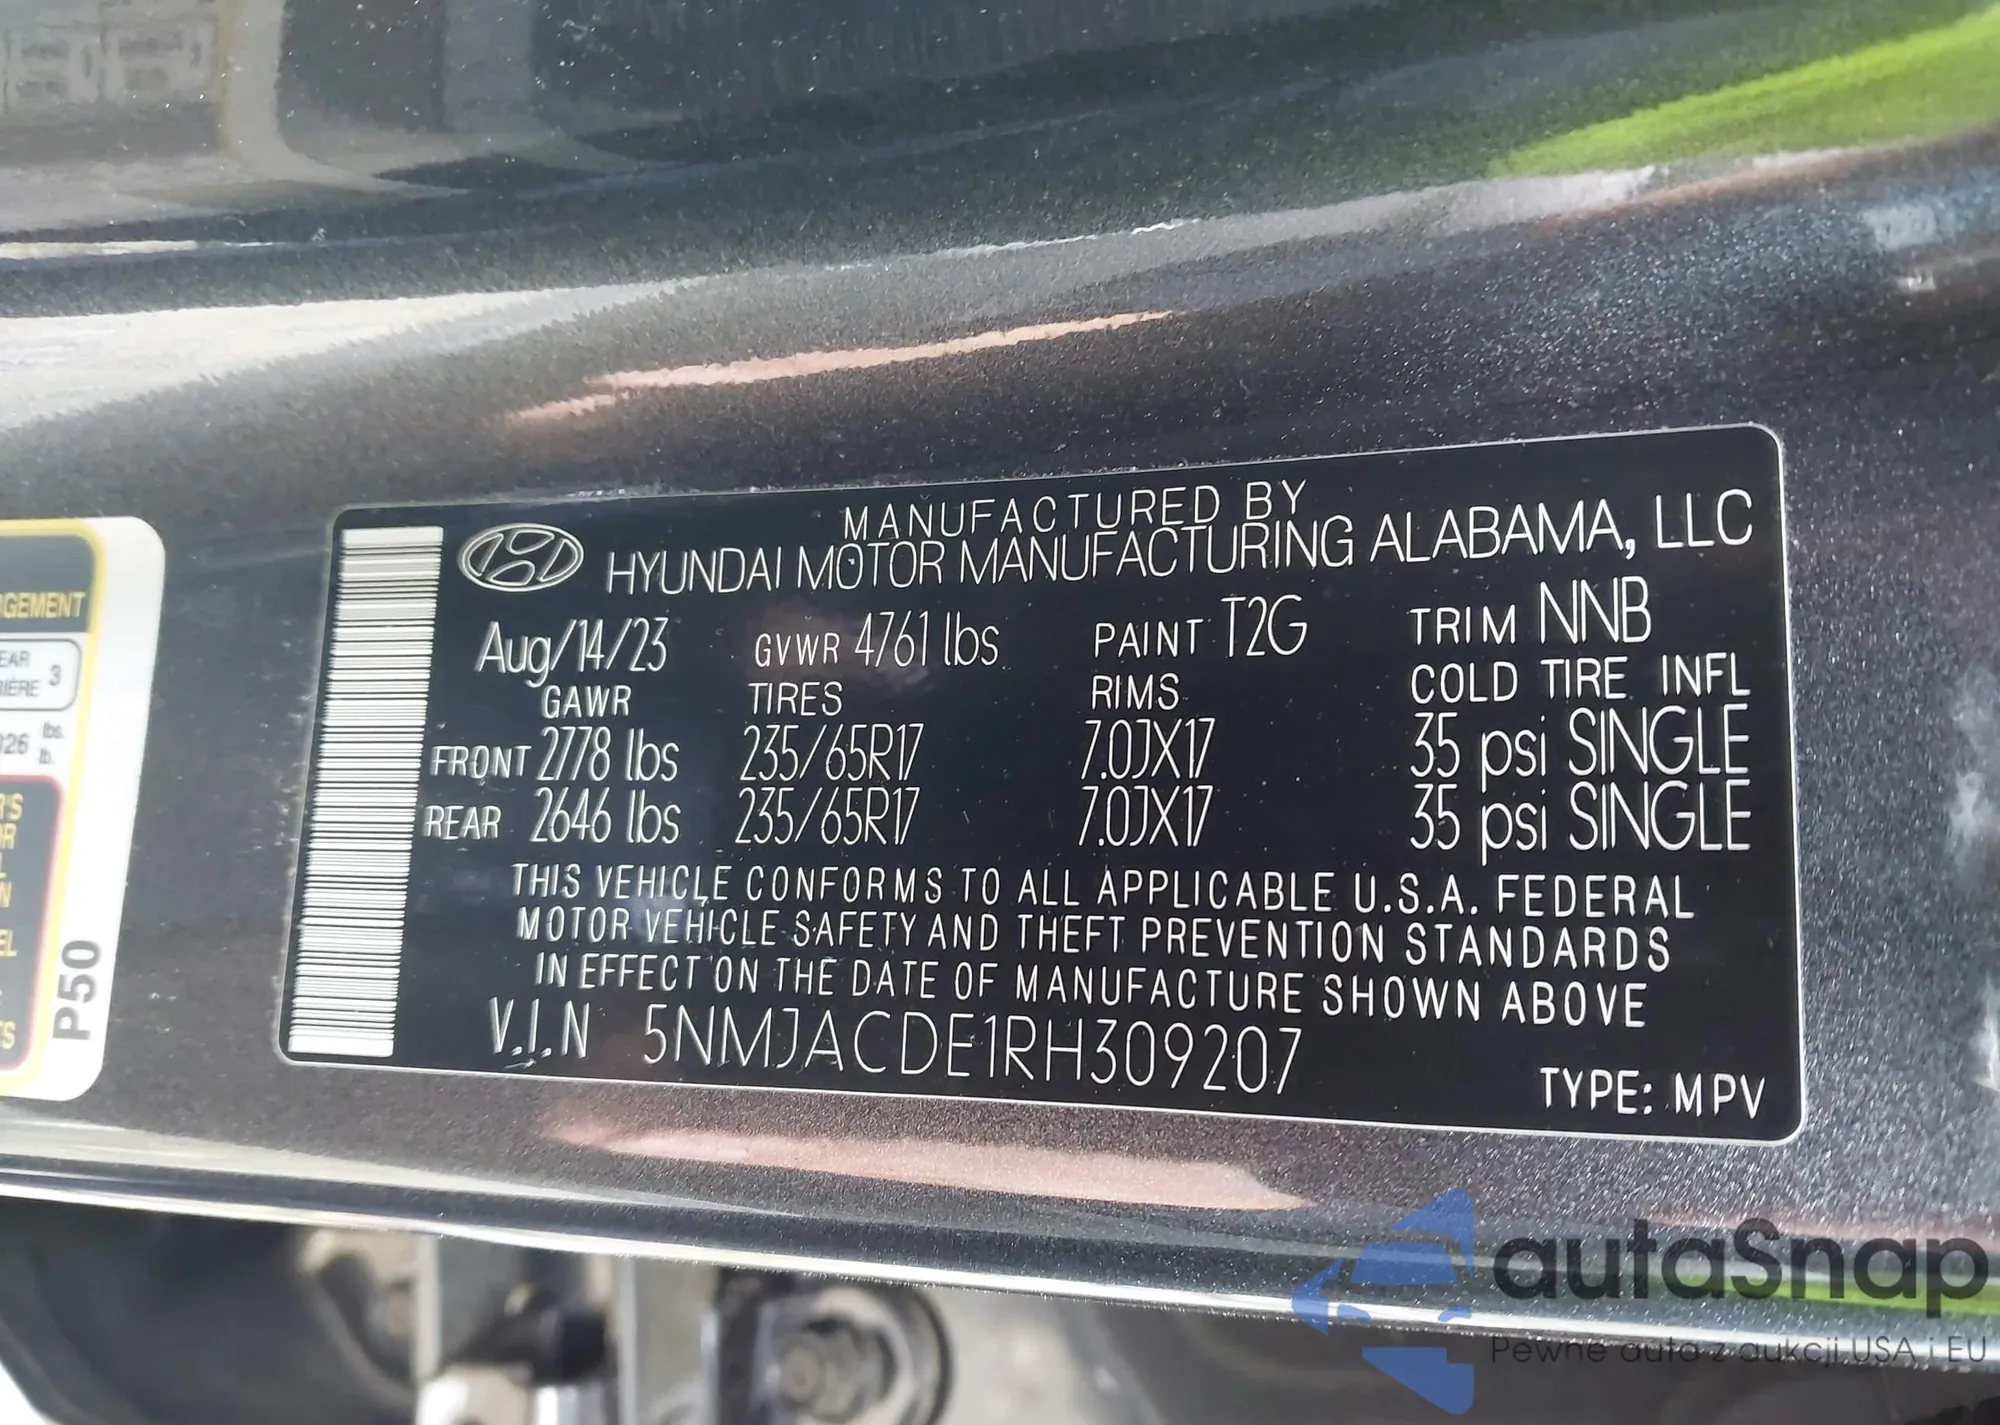 MANUFACTURED BY
HYUNDAI MOTOR MANUFACTURING ALABAMA, LLC
Aug/14/23 GVWR 4761 lbs PAINT T2G TRIM NNB
GAWR TIRES RIMS COLD TIRE INFL
FRONT 2778 lbs 235/65R17 7.0JX17 35 psi SINGLE
REAR 2646 lbs 235/65R17 7.0JX17 35 psi SINGLE
THIS VEHICLE CONFORMS TO ALL APPLICABLE U.S.A. FEDERAL
MOTOR VEHICLE SAFETY AND THEFT PREVENTION STANDARDS
IN EFFECT ON THE DATE OF MANUFACTURE SHOWN ABOVE
V.I.N 5NMJACDE1RH309207
TYPE: MPV
3
lbs.
lb.
P50
autaSnap
Pewne auta z aukcji USA i EU